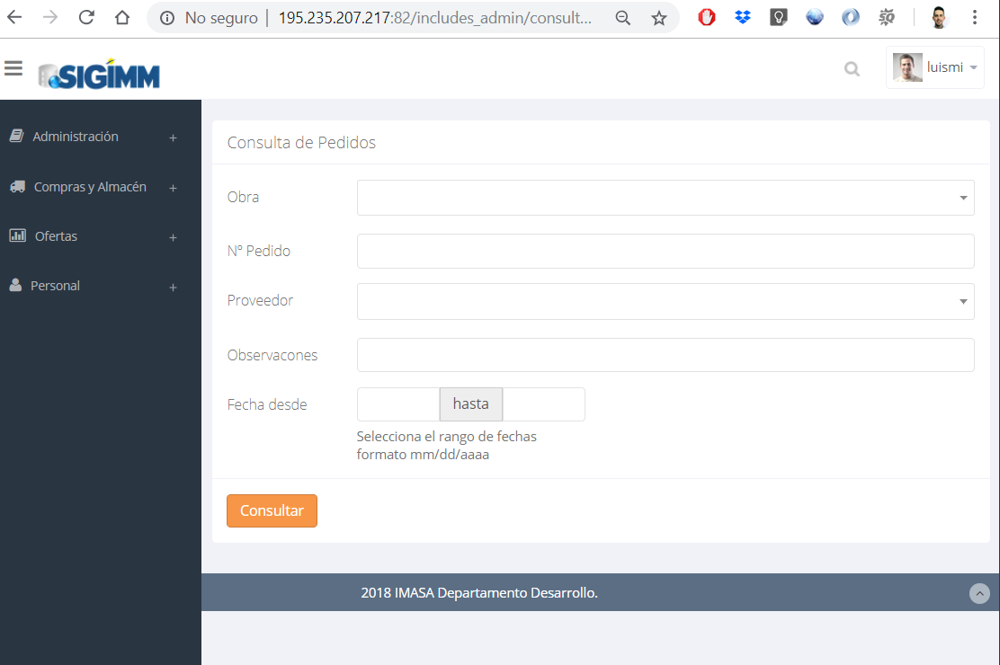 No seguro | 195.235.207.217:82/includes_admin/consult...
SIGIMM
luismi
Administración +
Compras y Almacén +
Ofertas +
Personal +
Consulta de Pedidos
Obra
Nº Pedido
Proveedor
Observacones
Fecha desde
hasta
Selecciona el rango de fechas
formato mm/dd/aaaa
Consultar
2018 IMASA Departamento Desarrollo.